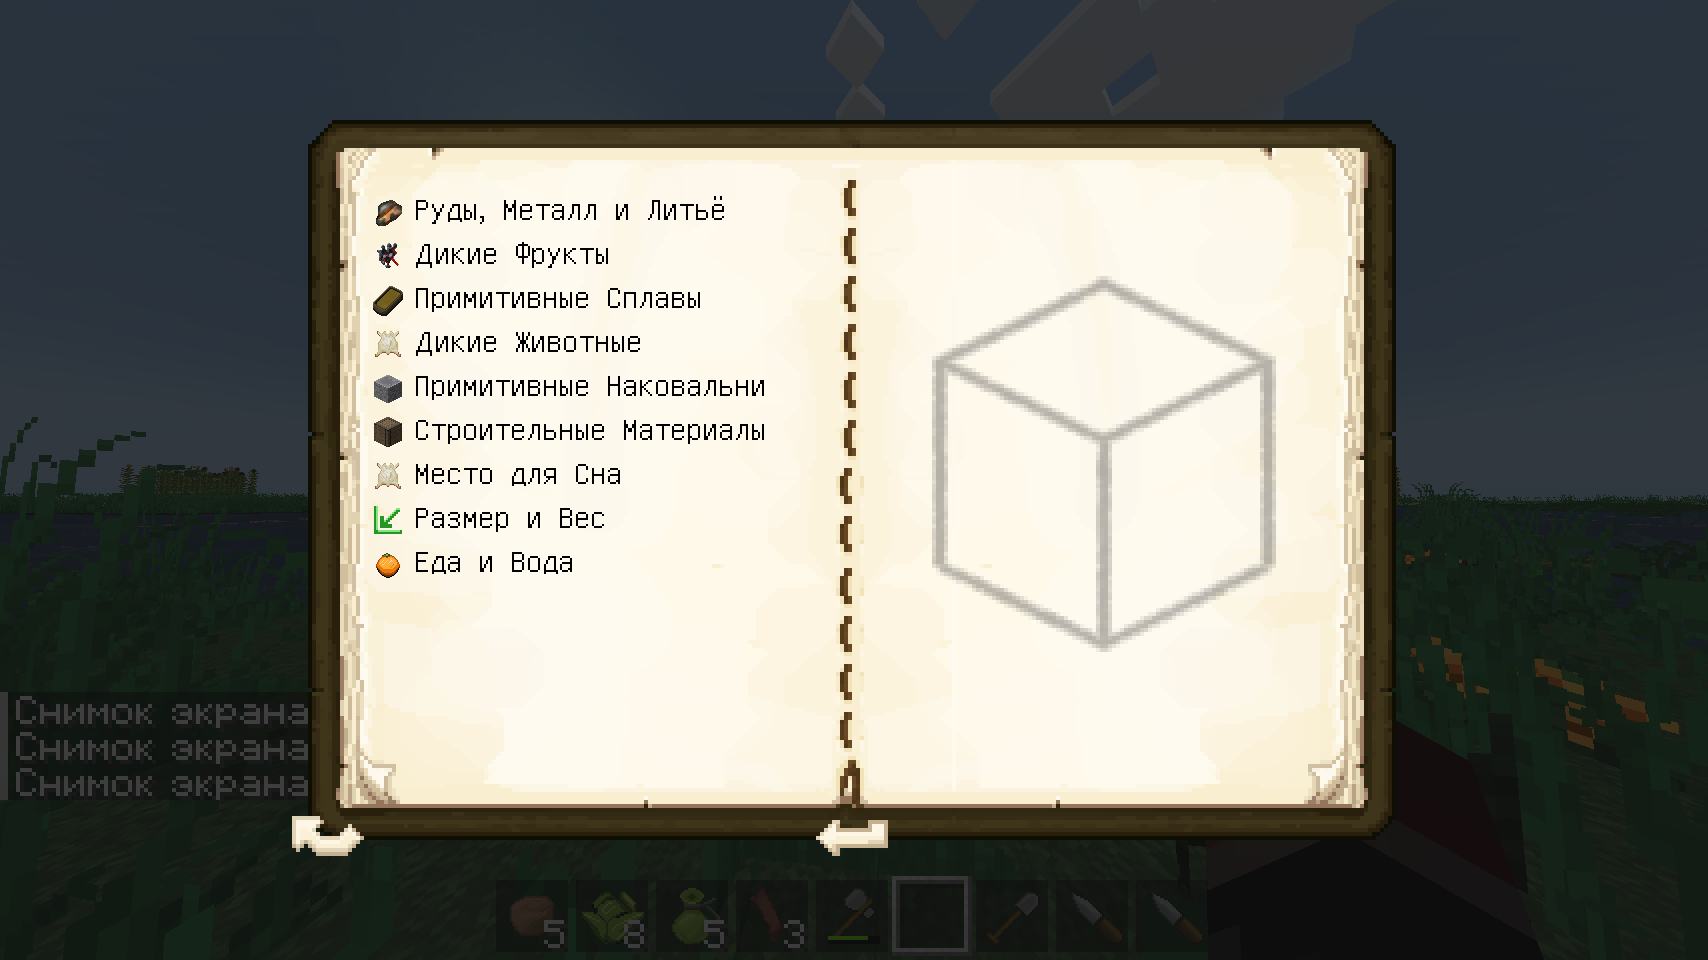 Руды, Металл и Литьё
Дикие Фрукты
Примитивные Сплавы
Дикие Животные
Примитивные Наковальни
Строительные Материалы
Место для Сна
Размер и Вес
Еда и Вода
Снимок экрана
Снимок экрана
Снимок экрана
5
8
5
3